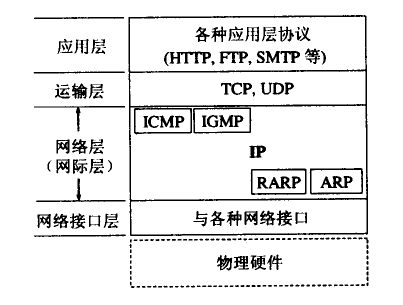 应用层
各种应用层协议
(HTTP, FTP, SMTP 等)
运输层
TCP, UDP
网络层
(网际层)
ICMP
IGMP
IP
RARP
ARP
网络接口层
与各种网络接口
物理硬件